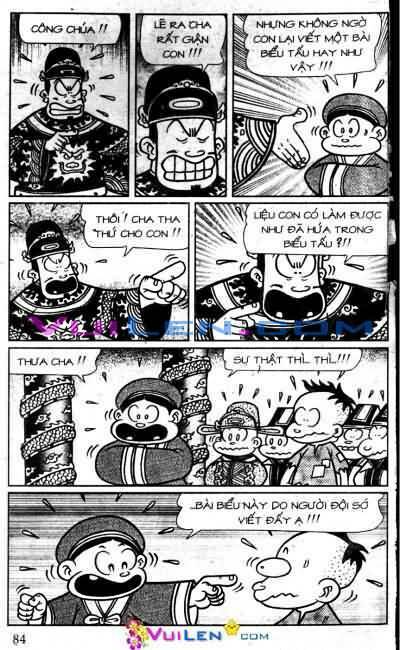 CÔNG CHÚA !!
LẼ RA CHA
RẤT GIẬN
CON !!!
NHƯNG KHÔNG NGỜ
CON LẠI VIẾT MỘT BÀI
BIỂU TẤU HAY NHƯ
VẬY !!!
THÔI ! CHA THA
THỨ CHO CON !!
LIỆU CON CÓ LÀM ĐƯỢC
NHƯ ĐÃ HỨA TRONG
BIỂU TẤU ?!!
VUILEN.COM
THƯA CHA !!
SỰ THẬT THÌ.. THÌ..!!!
..BÀI BIỂU NÀY DO NGƯỜI ĐỘI SỚ
VIẾT ĐẤY Ạ !!!
84
VUILEN.COM